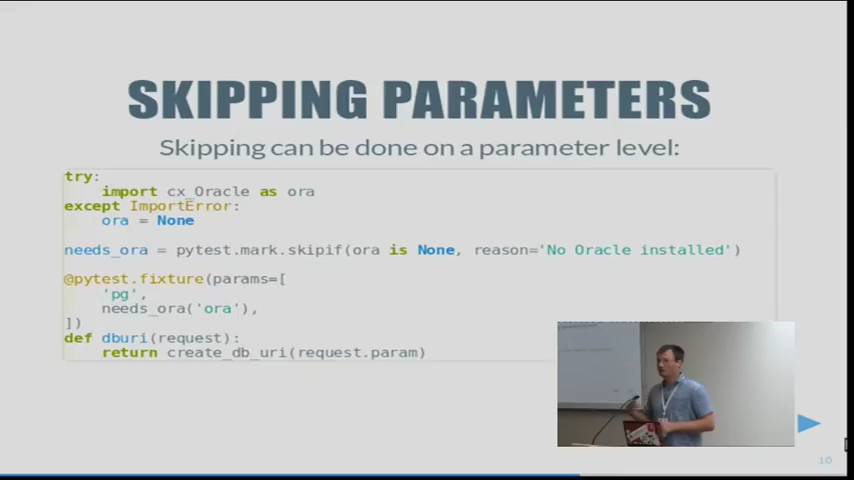 SKIPPING PARAMETERS
Skipping can be done on a parameter level:
try:
    import cx_Oracle as ora
except ImportError:
    ora = None
needs_ora = pytest.mark.skipif(ora is None, reason='No Oracle installed')
@pytest.fixture(params=[
    'pg',
    needs_ora('ora'),
])
def dburi(request):
    return create_db_uri(request.param)
10